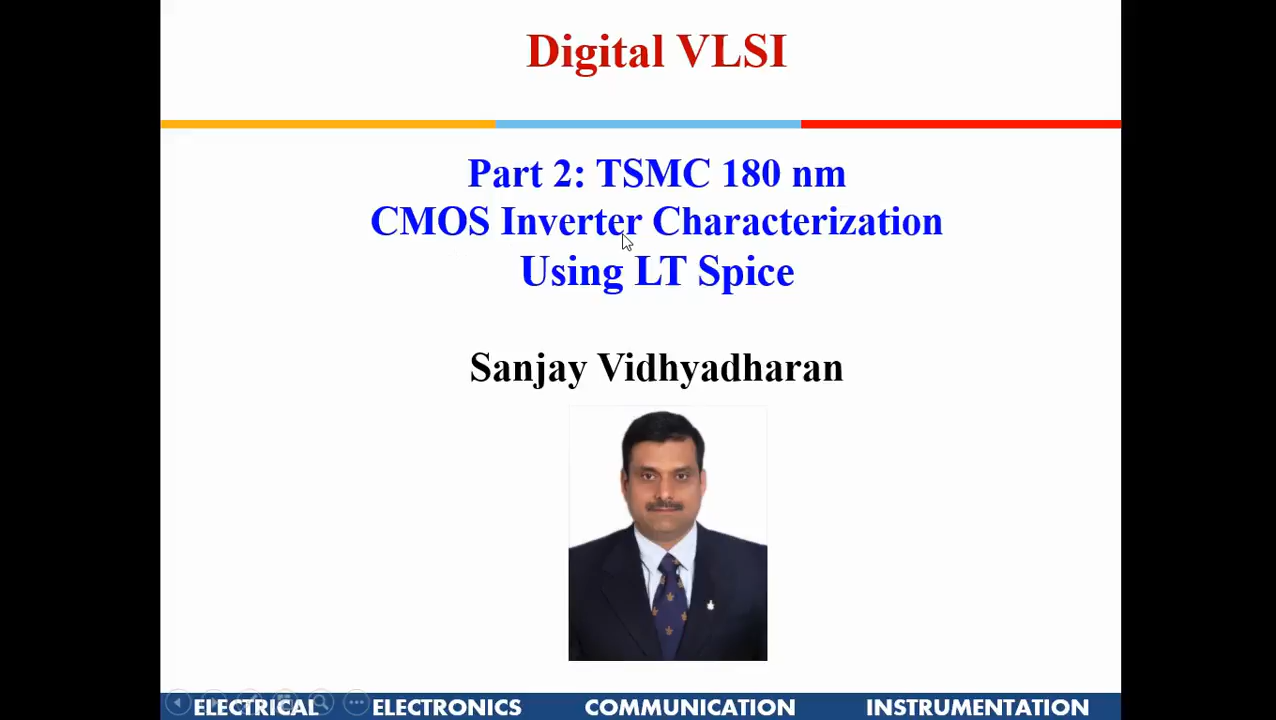 Digital VLSI
Part 2: TSMC 180 nm
CMOS Inverter Characterization
Using LT Spice
Sanjay Vidhyadharan
ELECTRICAL ELECTRONICS COMMUNICATION INSTRUMENTATION